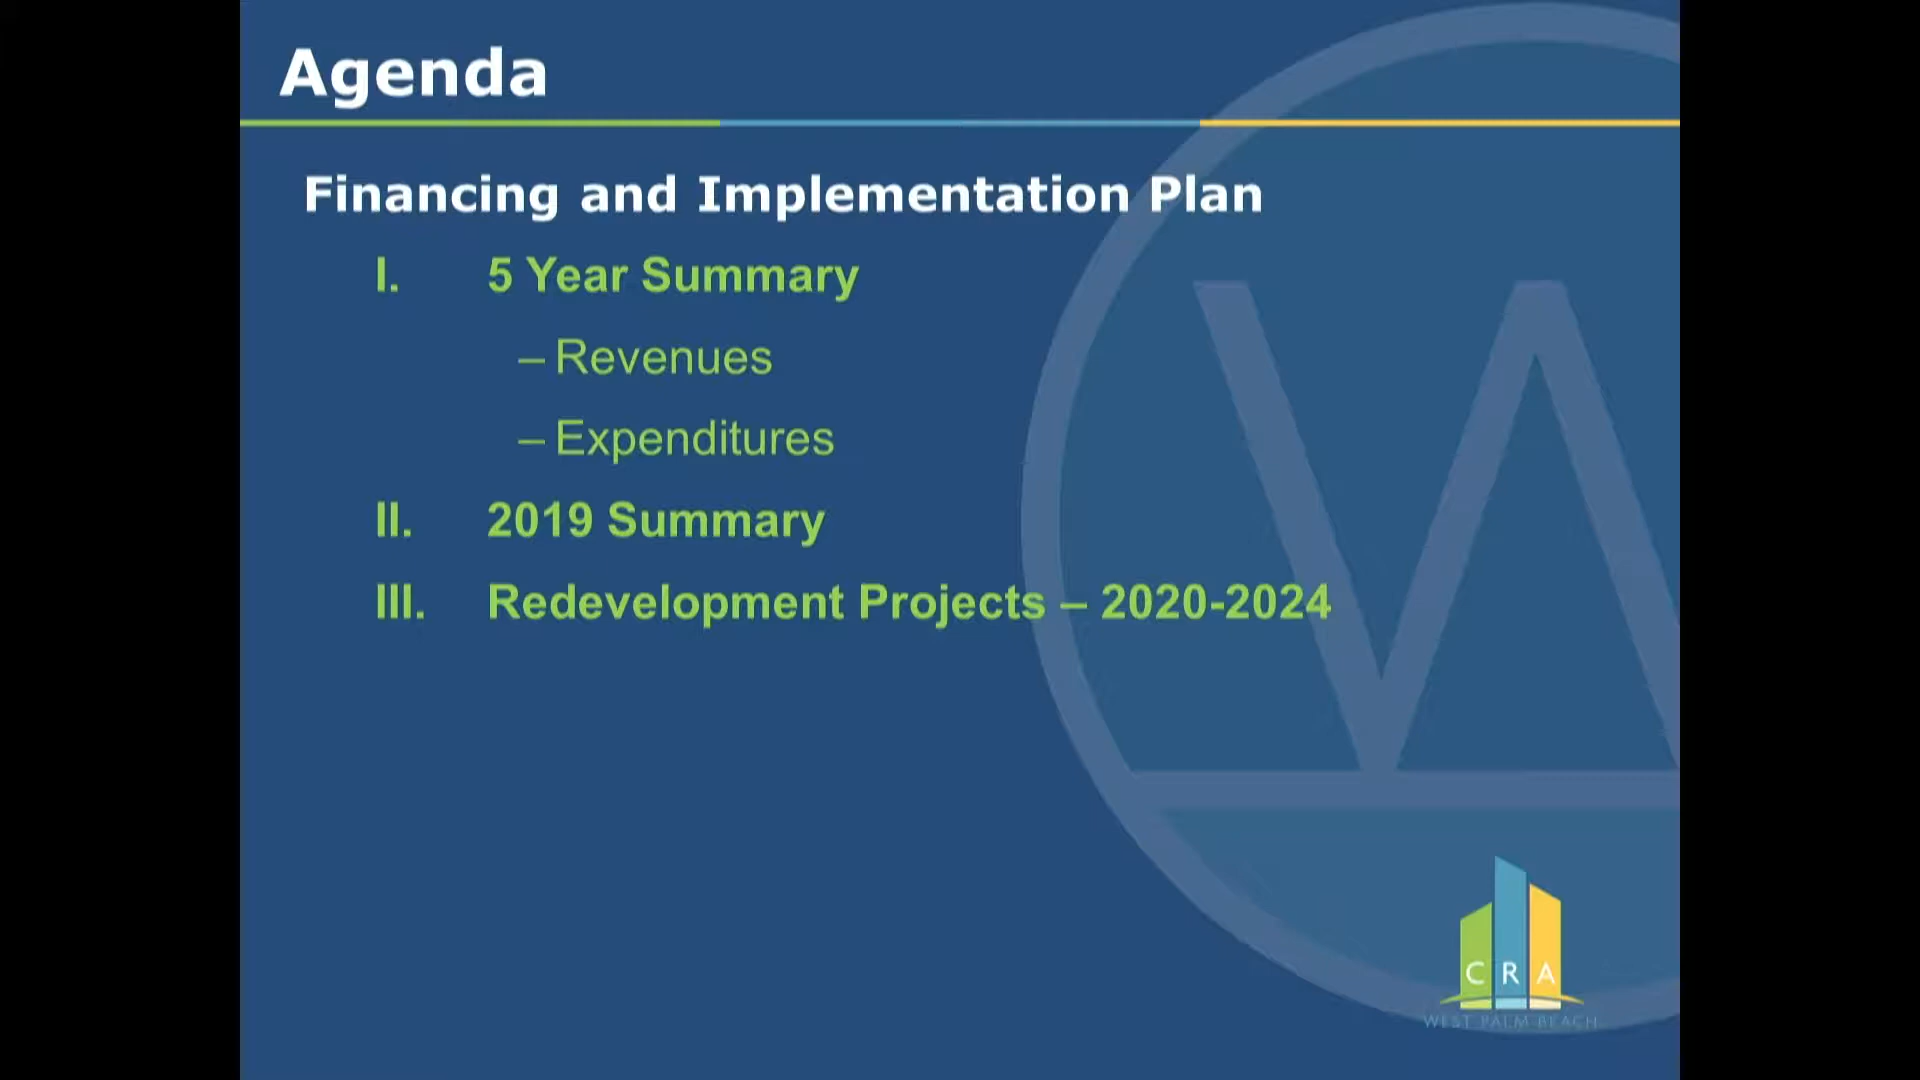 Agenda
Financing and Implementation Plan
I. 5 Year Summary
– Revenues
– Expenditures
II. 2019 Summary
III. Redevelopment Projects – 2020-2024
CRA
WEST PALM BEACH